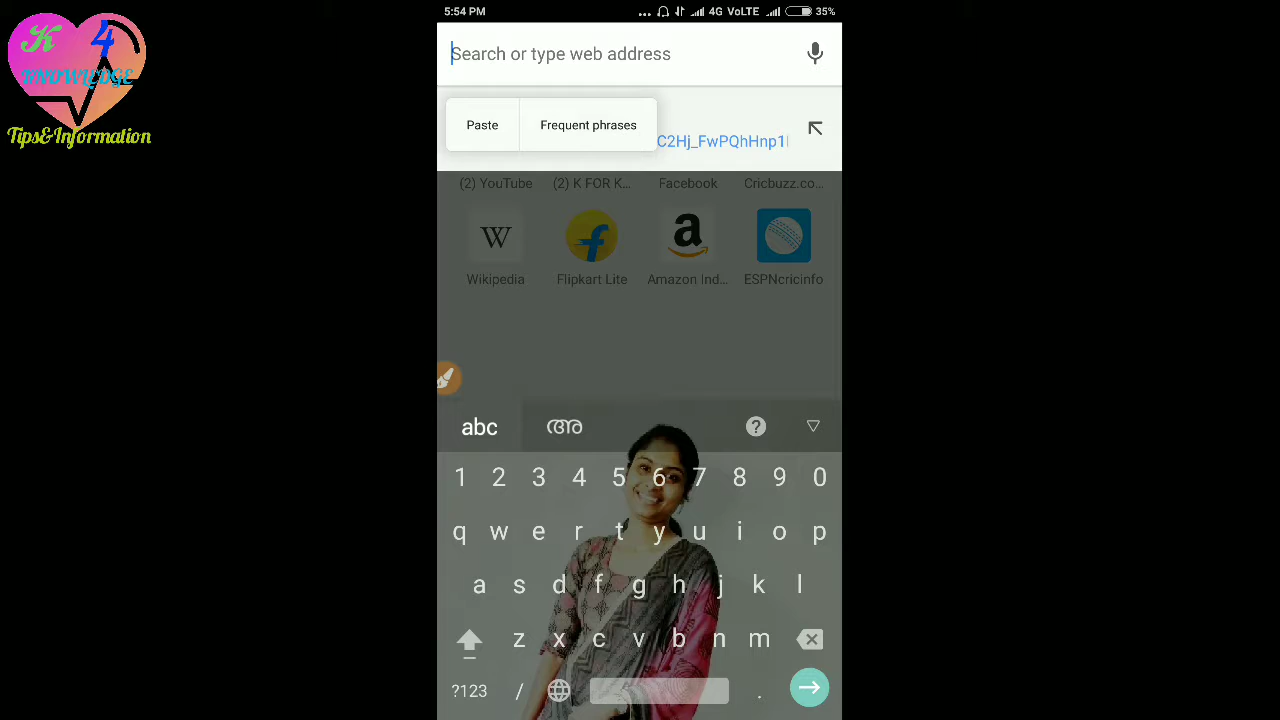 K 4
KNOWLEDGE
Tips&Information
5:54 PM
... 4G VoLTE 35%
Search or type web address
Paste Frequent phrases
C2Hj_FwPQhHnp1
(2) YouTube (2) K FOR K... Facebook Cricbuzz.co...
W f a
Wikipedia Flipkart Lite Amazon Ind... ESPNcricinfo
abc അ ?
1 2 3 4 5 6 7 8 9 0
q w e r t y u i o p
a s d f g h j k l
z x c v b n m
?123 / .